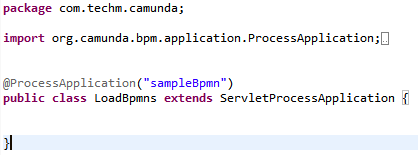 package com.techm.camunda;
import org.camunda.bpm.application.ProcessApplication;
@ProcessApplication("sampleBpmn")
public class LoadBpmns extends ServletProcessApplication {
}